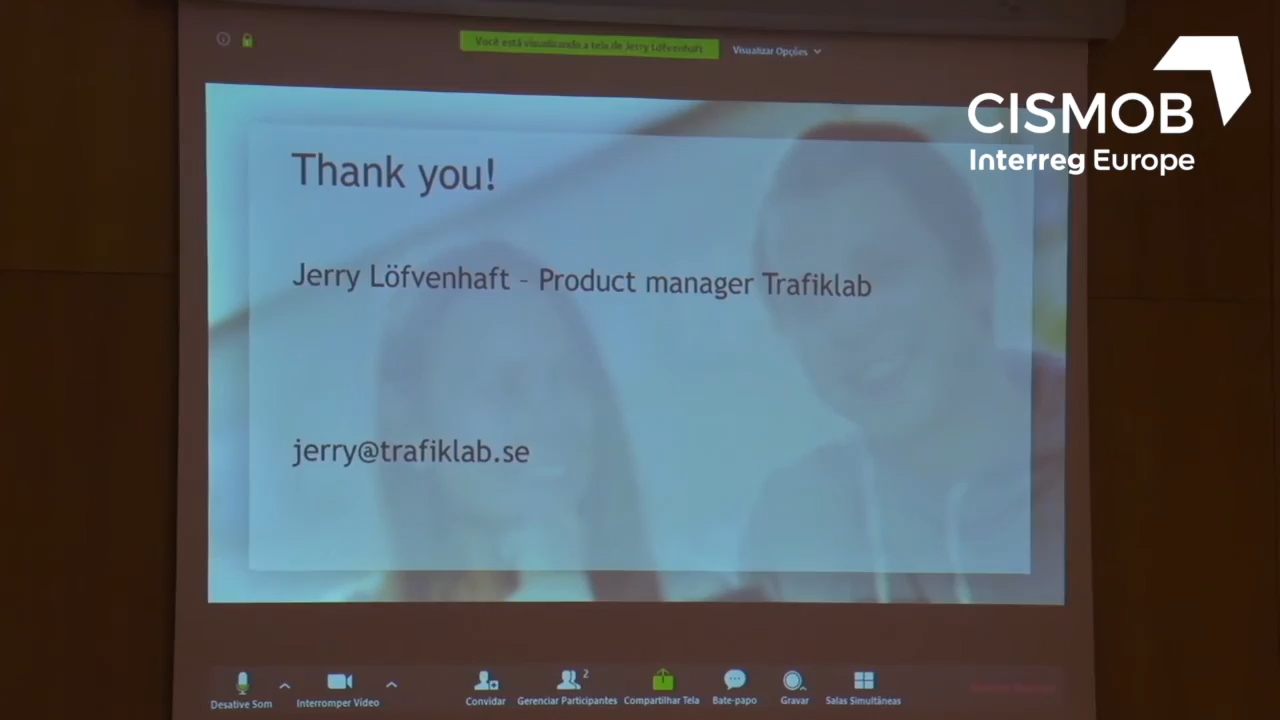 Você está visualizando a tela de Jerry Löfvenhaft
Visualizar Opções
CISMOB
Interreg Europe
Thank you!
Jerry Löfvenhaft – Product manager Trafiklab
jerry@trafiklab.se
2
Desative Som
Interromper Vídeo
Convidar
Gerenciar Participantes
Compartilhar Tela
Bate-papo
Gravar
Salas Simultâneas